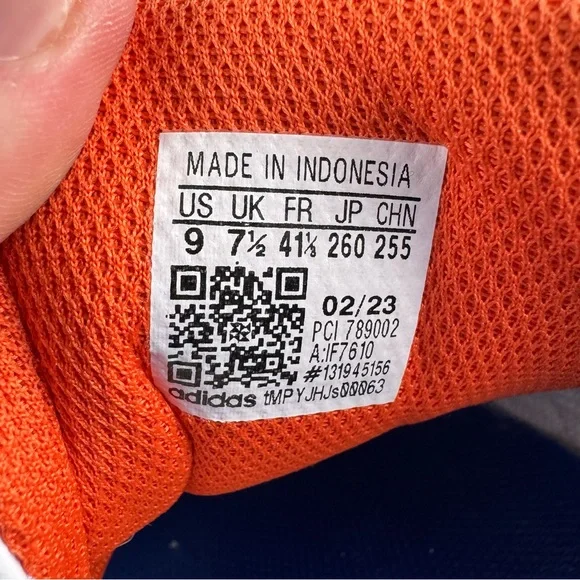 MADE IN INDONESIA
US UK FR JP CHN
9 7½ 41⅓ 260 255
02/23
PCI 789002
A:IF7610
#131945156
adidas tMPYJHJs00063